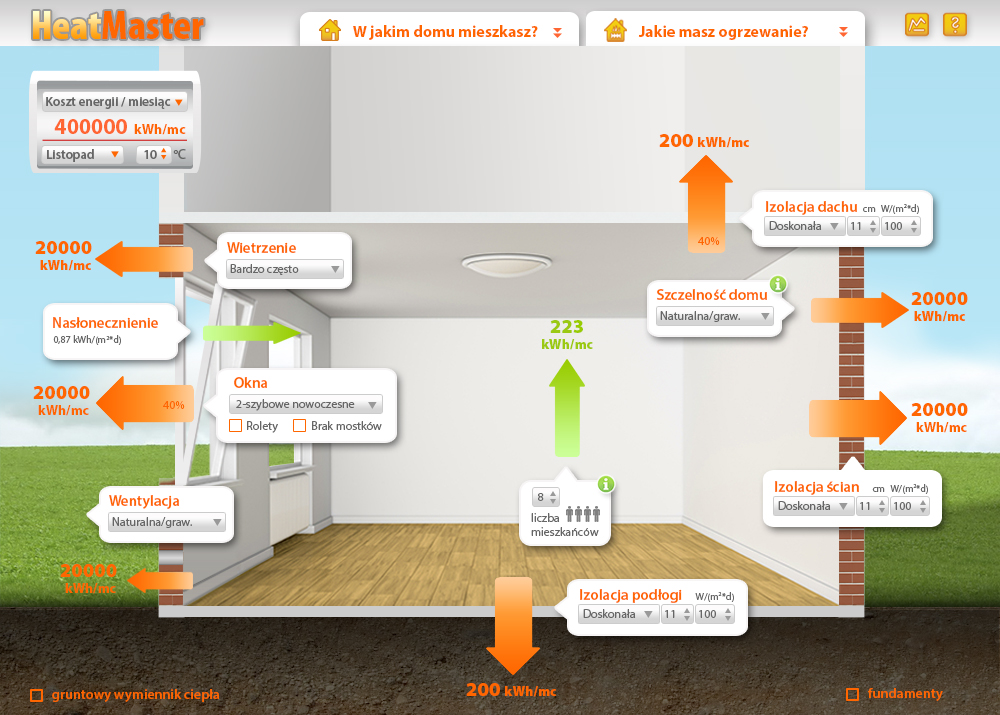 HeatMaster
W jakim domu mieszkasz?
Jakie masz ogrzewanie?
Koszt energii / miesiąc
400000 kWh/mc
Listopad
10 °C
200 kWh/mc
40%
Izolacja dachu cm W/(m²*d)
Doskonała 11 100
20000
kWh/mc
Wietrzenie
Bardzo często
Szczelność domu
Naturalna/graw.
20000
kWh/mc
Nasłonecznienie
0,87 kWh/(m²*d)
223
kWh/mc
20000
kWh/mc
40%
Okna
2-szybowe nowoczesne
Rolety
Brak mostków
20000
kWh/mc
Wentylacja
Naturalna/graw.
8
liczba
mieszkańców
Izolacja ścian cm W/(m²*d)
Doskonała 11 100
20000
kWh/mc
Izolacja podłogi W/(m²*d)
Doskonała 11 100
200 kWh/mc
gruntowy wymiennik ciepła
fundamenty